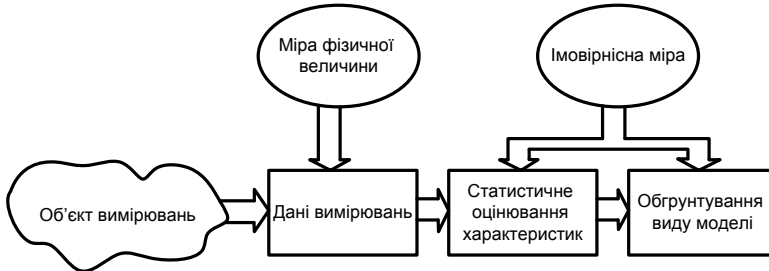 Міра фізичної
величини
Імовірнісна міра
Об’єкт вимірювань
Дані вимірювань
Статистичне
оцінювання
характеристик
Обгрунтування
виду моделі